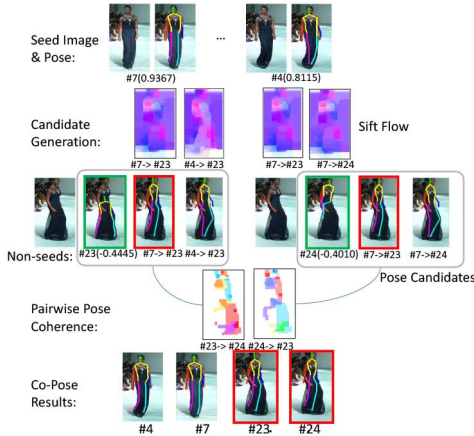 Seed Image
& Pose:
...
#7(0.9367)
#4(0.8115)
Candidate
Generation:
Sift Flow
#7-> #23
#4-> #23
#7->#23
#7->#24
#23(-0.4445)
#7-> #23
#4-> #23
#24(-0.4010)
#7->#23
#7->#24
Non-seeds:
Pose Candidates
Pairwise Pose
Coherence:
#23-> #24
#24->#23
Co-Pose
Results:
#4
#7
#23.
#24